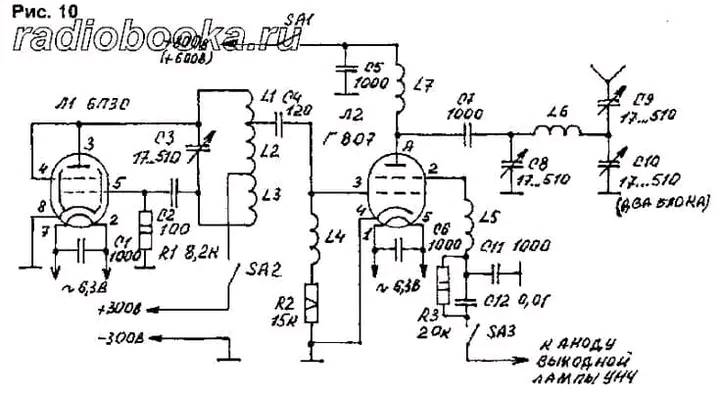 Рис. 10
radiobooka.ru
SA1
+300В
(+600В)
C5
1000
L7
Л1 6П3С
3
4
5
8
7
2
C3
17...510
L1
L2
L3
C4
120
Л2
Г 807
A
2
3
4
1
5
C7
1000
L6
C9
17...510
C8
17...510
C10
17...510
(ДВА БЛОКА)
C2
100
C1
1000
R1 8,2К
~6,3В
SA2
L4
R2
15К
C6
1000
~6,3В
L5
C11 1000
C12 0,01
R3
20К
SA3
+300В
-300В
К АНОДУ
ВЫХОДНОЙ
ЛАМПЫ УНЧ